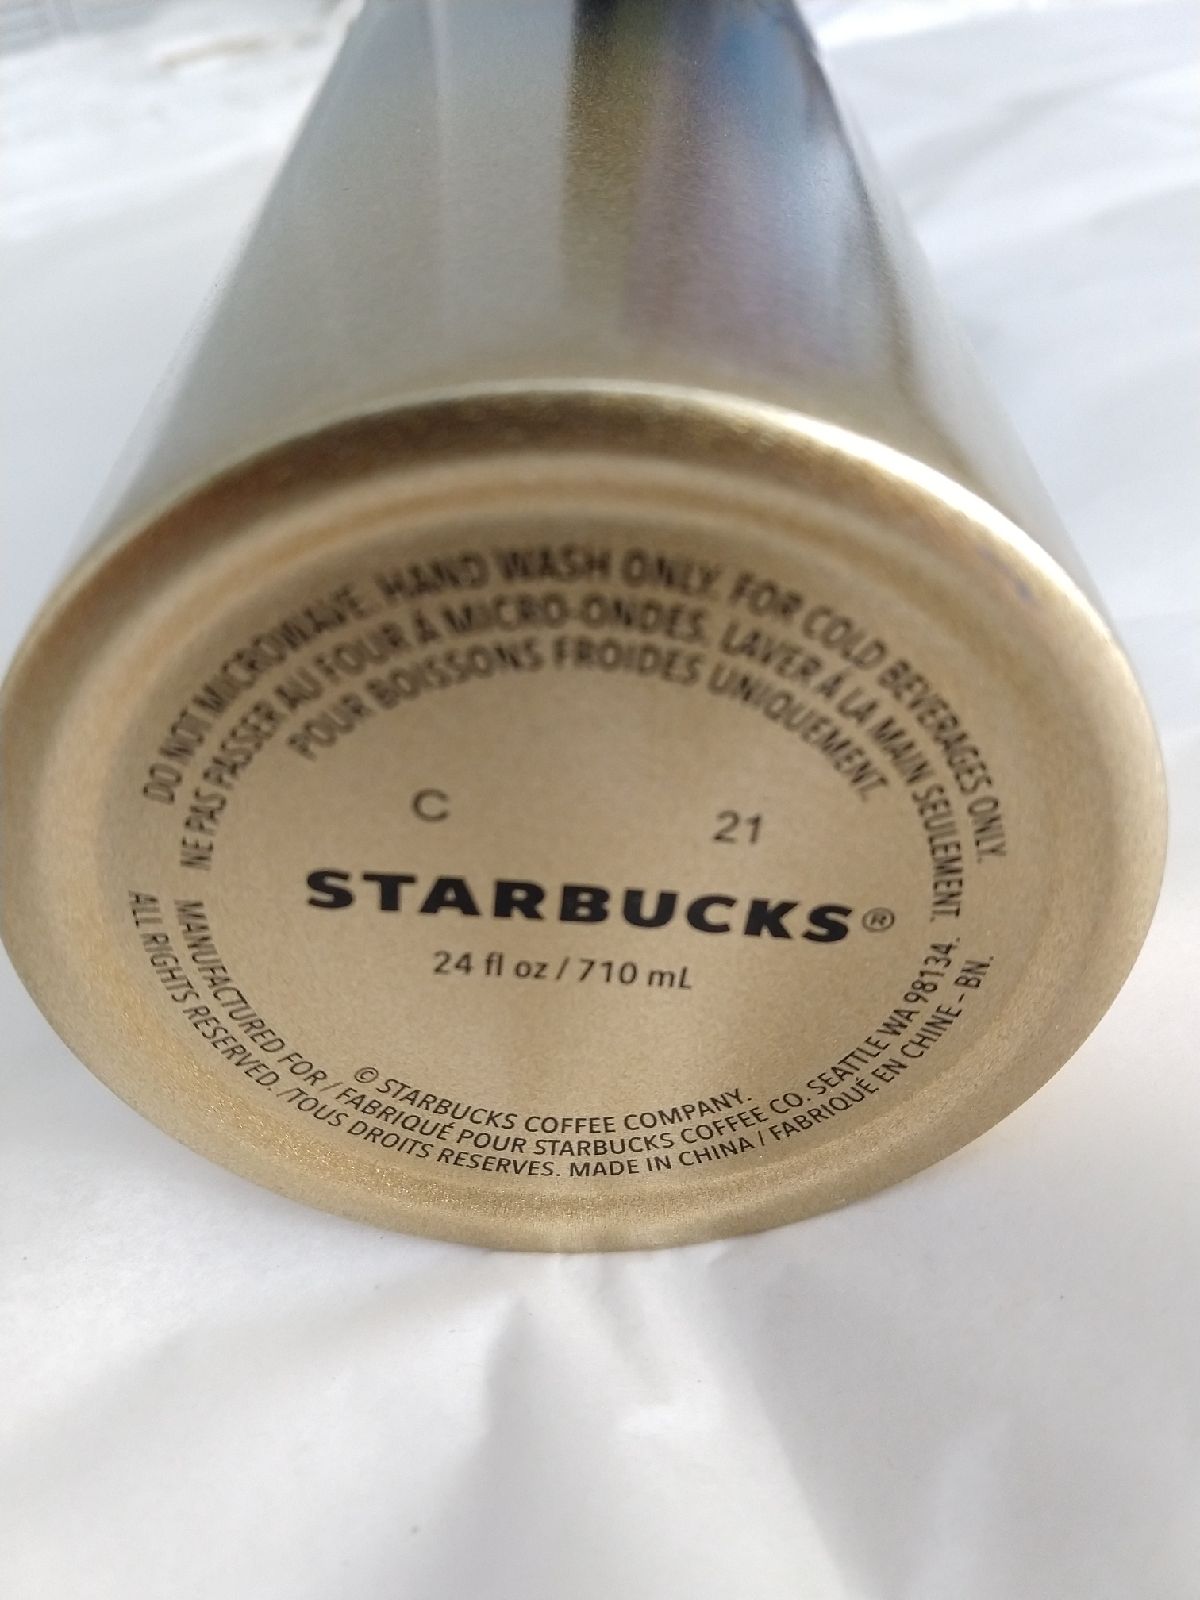 DO NOT MICROWAVE. HAND WASH ONLY. FOR COLD BEVERAGES ONLY.
NE PAS PASSER AU FOUR À MICRO-ONDES. LAVER À LA MAIN SEULEMENT.
POUR BOISSONS FROIDES UNIQUEMENT.
C 21
STARBUCKS®
24 fl oz / 710 mL
© STARBUCKS COFFEE COMPANY.
MANUFACTURED FOR / FABRIQUÉ POUR STARBUCKS COFFEE CO. SEATTLE WA 98134.
ALL RIGHTS RESERVED. /TOUS DROITS RESERVES. MADE IN CHINA / FABRIQUÉ EN CHINE - BN.